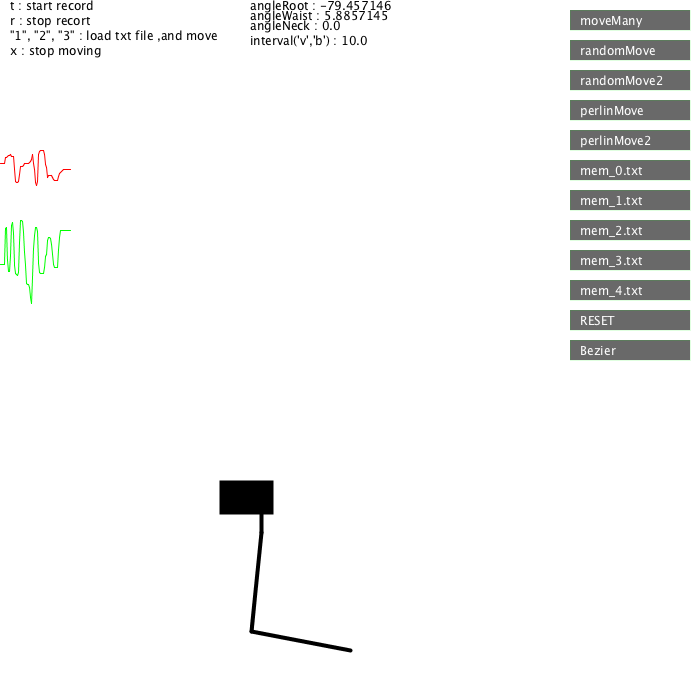 t : start record
r : stop recort
"1", "2", "3" : load txt file ,and move
x : stop moving
angleRoot : -79.457146
angleWaist : 5.8857145
angleNeck : 0.0
interval('v','b') : 10.0
moveMany
randomMove
randomMove2
perlinMove
perlinMove2
mem_0.txt
mem_1.txt
mem_2.txt
mem_3.txt
mem_4.txt
RESET
Bezier